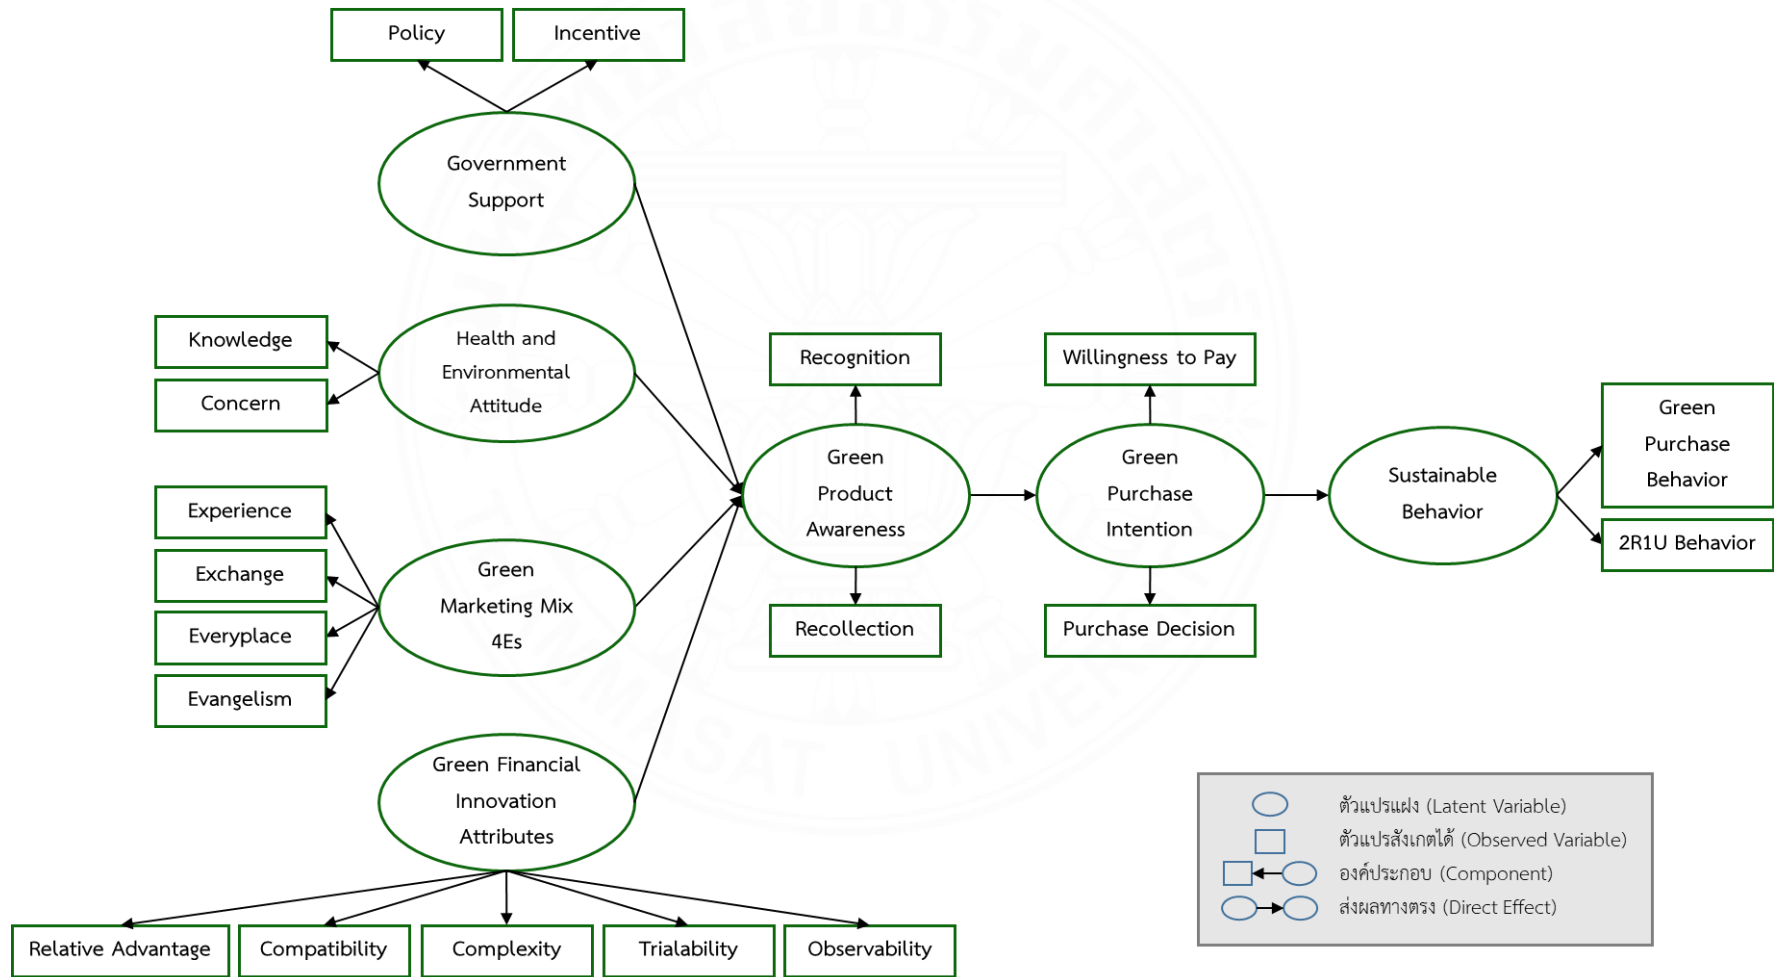 Policy
Incentive
Government
Support
Knowledge
Concern
Health and
Environmental
Attitude
Experience
Exchange
Everyplace
Evangelism
Green
Marketing Mix
4Es
Green Financial
Innovation
Attributes
Relative Advantage
Compatibility
Complexity
Trialability
Observability
Recognition
Green
Product
Awareness
Recollection
Willingness to Pay
Green
Purchase
Intention
Purchase Decision
Sustainable
Behavior
Green
Purchase
Behavior
2R1U Behavior
ตัวแปรแฝง (Latent Variable)
ตัวแปรสังเกตได้ (Observed Variable)
องค์ประกอบ (Component)
ส่งผลทางตรง (Direct Effect)